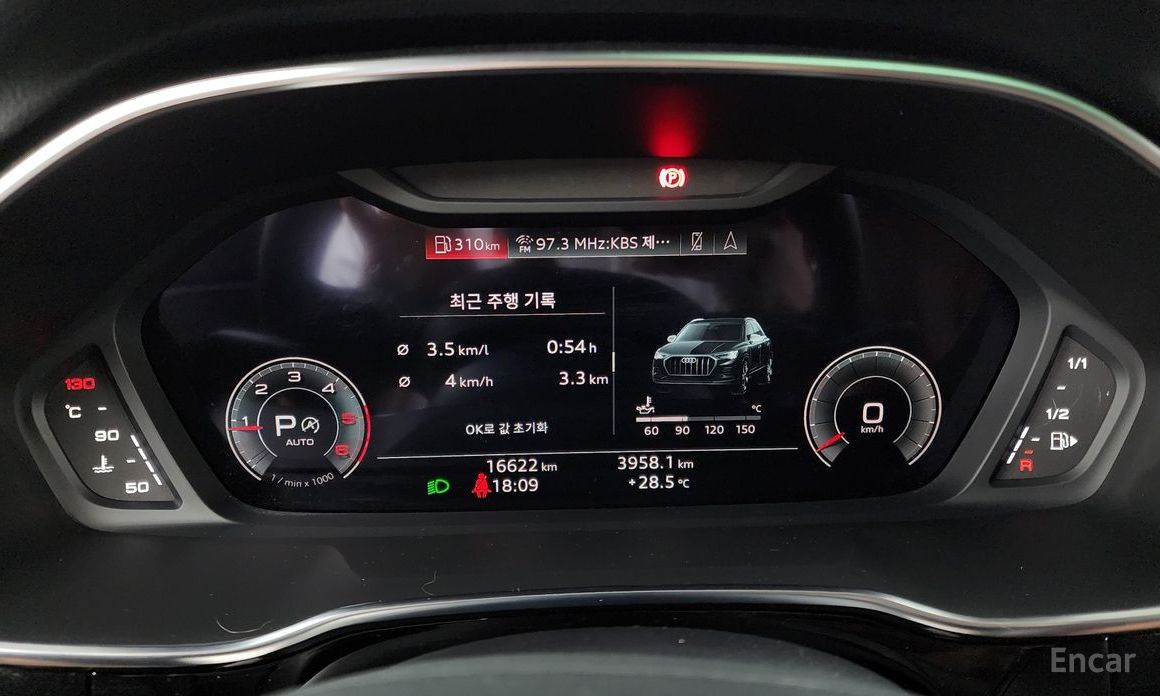 310 km
FM 97.3 MHz:KBS 제···
최근 주행 기록
Ø 3.5 km/l 0:54 h
Ø 4 km/h 3.3 km
OK로 값 초기화
°C
60 90 120 150
16622 km 3958.1 km
18:09 +28.5 °C
130
°C
90
50
1 2 3 4 5 6
P
AUTO
1 / min x 1000
0
km/h
1/1
1/2
R
P
Encar